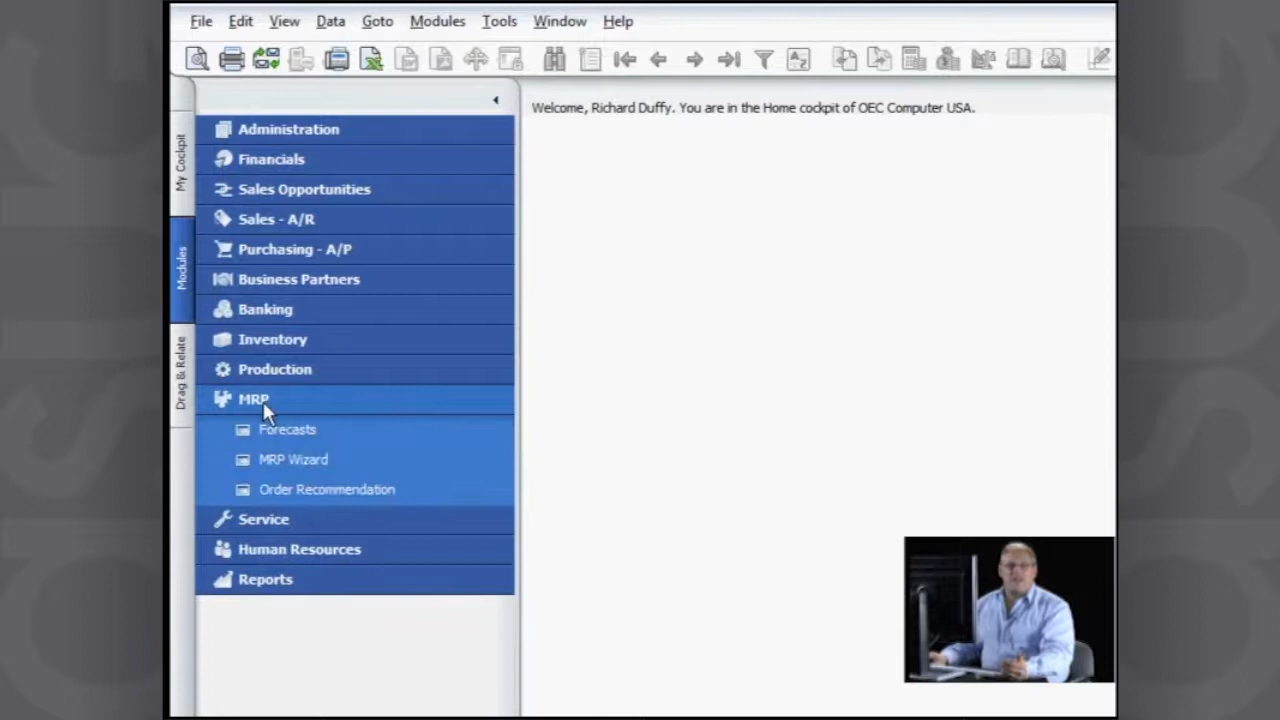 File Edit View Data Goto Modules Tools Window Help
Welcome, Richard Duffy. You are in the Home cockpit of OEC Computer USA.
My Cockpit
Modules
Drag & Relate
Administration
Financials
Sales Opportunities
Sales - A/R
Purchasing - A/P
Business Partners
Banking
Inventory
Production
MRP
Forecasts
MRP Wizard
Order Recommendation
Service
Human Resources
Reports